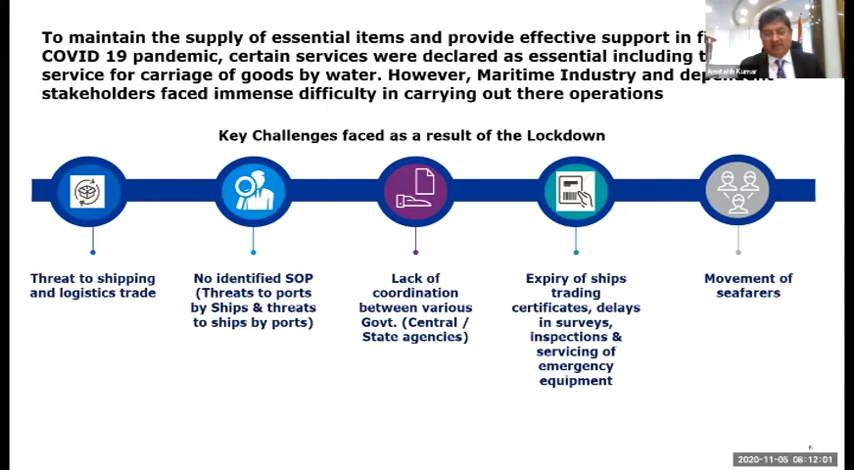 To maintain the supply of essential items and provide effective support in
COVID 19 pandemic, certain services were declared as essential including
service for carriage of goods by water. However, Maritime Industry and dependent
stakeholders faced immense difficulty in carrying out there operations
Amitabh Kumar
Key Challenges faced as a result of the Lockdown
Threat to shipping
and logistics trade
No identified SOP
(Threats to ports
by Ships & threats
to ships by ports)
Lack of
coordination
between various
Govt. (Central /
State agencies)
Expiry of ships
trading
certificates, delays
in surveys,
inspections &
servicing of
emergency
equipment
Movement of
seafarers
2020-11-05 08:12:01